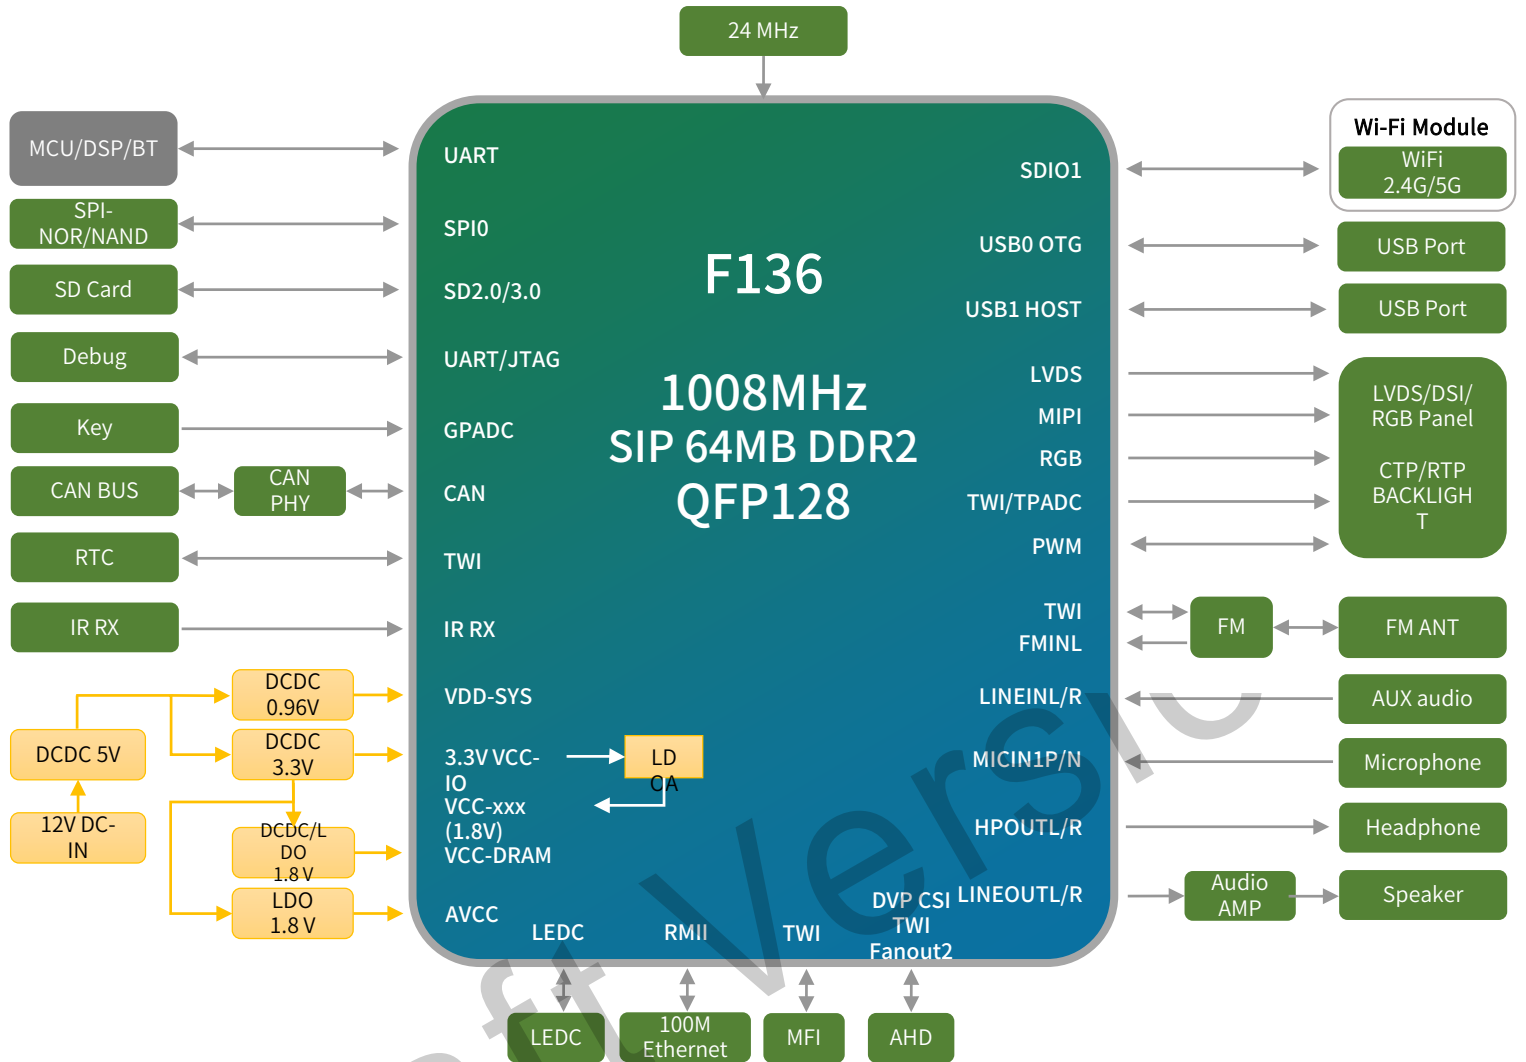 24 MHz
MCU/DSP/BT
SPI-
NOR/NAND
SD Card
Debug
Key
CAN BUS
CAN
PHY
RTC
IR RX
DCDC
0.96V
DCDC 5V
DCDC
3.3V
12V DC-
IN
DCDC/L
DO
1.8 V
LDO
1.8 V
UART
SPI0
SD2.0/3.0
UART/JTAG
GPADC
CAN
TWI
IR RX
VDD-SYS
3.3V VCC-
IO
VCC-xxx
(1.8V)
VCC-DRAM
AVCC
LD
OA
F136
1008MHz
SIP 64MB DDR2
QFP128
SDIO1
USB0 OTG
USB1 HOST
LVDS
MIPI
RGB
TWI/TPADC
PWM
TWI
FMINL
LINEINL/R
MICIN1P/N
HPOUTL/R
LINEOUTL/R
LEDC
RMII
TWI
DVP CSI
TWI
Fanout2
Wi-Fi Module
WiFi
2.4G/5G
USB Port
USB Port
LVDS/DSI/
RGB Panel
CTP/RTP
BACKLIGH
T
FM
FM ANT
AUX audio
Microphone
Headphone
Audio
AMP
Speaker
LEDC
100M
Ethernet
MFI
AHD